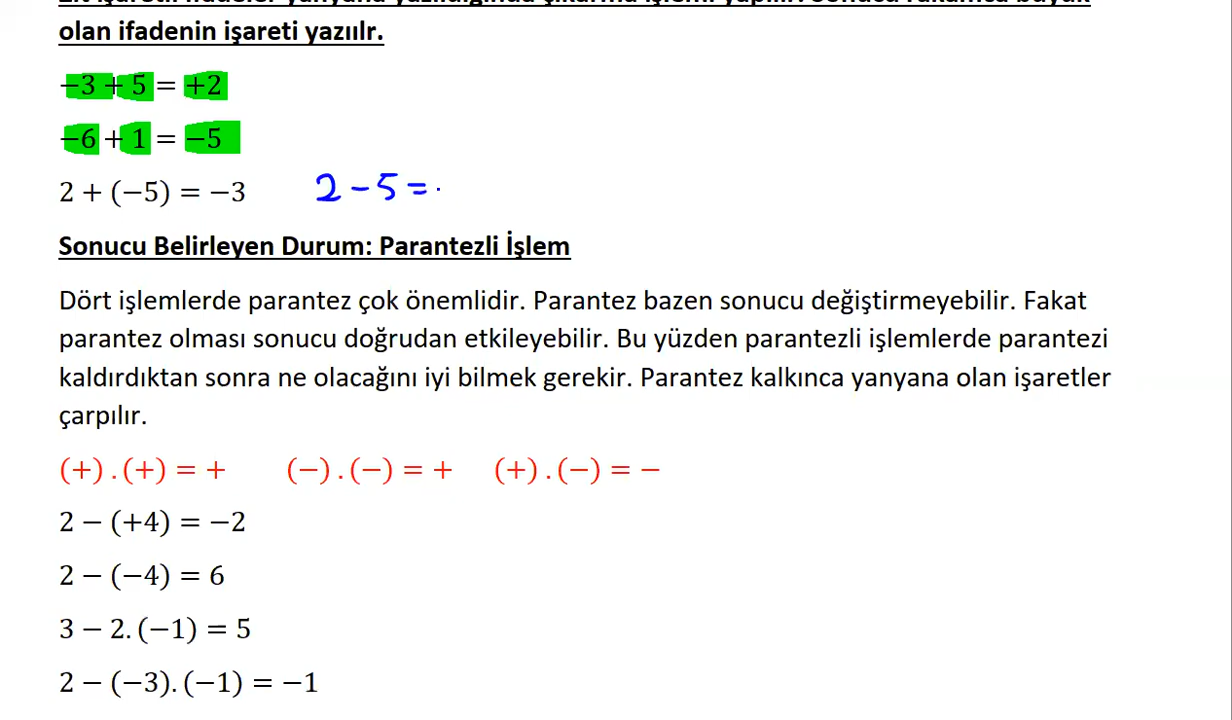 olan ifadenin işareti yazıılr.
−3 + 5 = +2
−6 + 1 = −5
2 + (−5) = −3 2 − 5 =
Sonucu Belirleyen Durum: Parantezli İşlem
Dört işlemlerde parantez çok önemlidir. Parantez bazen sonucu değiştirmeyebilir. Fakat
parantez olması sonucu doğrudan etkileyebilir. Bu yüzden parantezli işlemlerde parantezi
kaldırdıktan sonra ne olacağını iyi bilmek gerekir. Parantez kalkınca yanyana olan işaretler
çarpılır.
(+) . (+) = + (−) . (−) = + (+) . (−) = −
2 − (+4) = −2
2 − (−4) = 6
3 − 2. (−1) = 5
2 − (−3). (−1) = −1